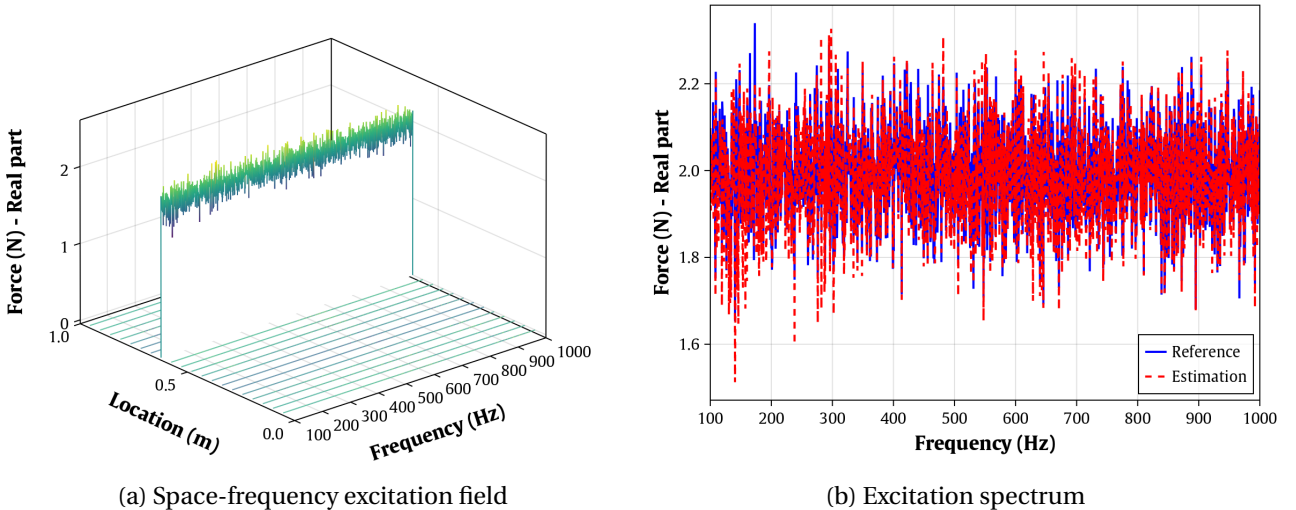 Force (N) - Real part
2
1
0
1.0
0.5
0.0
Location (m)
100 200 300 400 500 600 700 800 900 1000
Frequency (Hz)
(a) Space-frequency excitation field
Force (N) - Real part
2.2
2.0
1.8
1.6
Reference
Estimation
100 200 300 400 500 600 700 800 900 1000
Frequency (Hz)
(b) Excitation spectrum